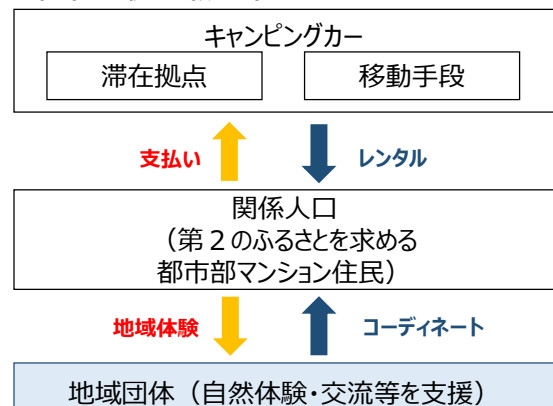 キャンピングカー
滞在拠点
移動手段
支払い
レンタル
関係人口
（第２のふるさとを求める
都市部マンション住民）
地域体験
コーディネート
地域団体（自然体験・交流等を支援）